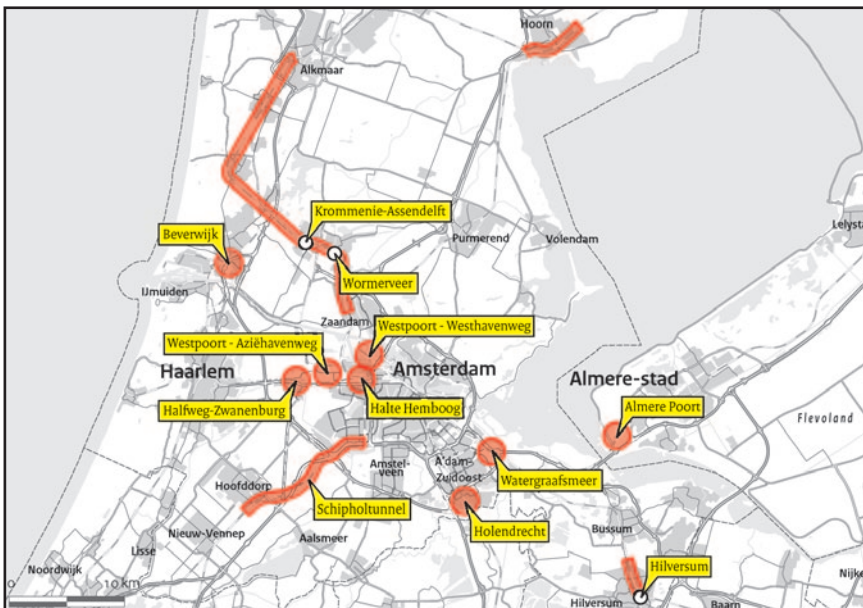 Hoorn
Alkmaar
Krommenie-Assendelft
Beverwijk
Purmerend
Volendam
Lelysta
Wormerveer
IJmuiden
Zaandam
Westpoort - Westhavenweg
Westpoort - Aziëhavenweg
Haarlem
Amsterdam
Almere-stad
Halfweg-Zwanenburg
Halte Hemboog
Almere Poort
Flevoland
Amstel-
veen
A'dam-
Zuidoost
Watergraafsmeer
Hoofddorp
Schipholtunnel
Holendrecht
Nieuw-Vennep
Aalsmeer
Bussum
Lisse
Noordwijk
Hilversum
Nijke
0 10 km
Hilversum
Baarn